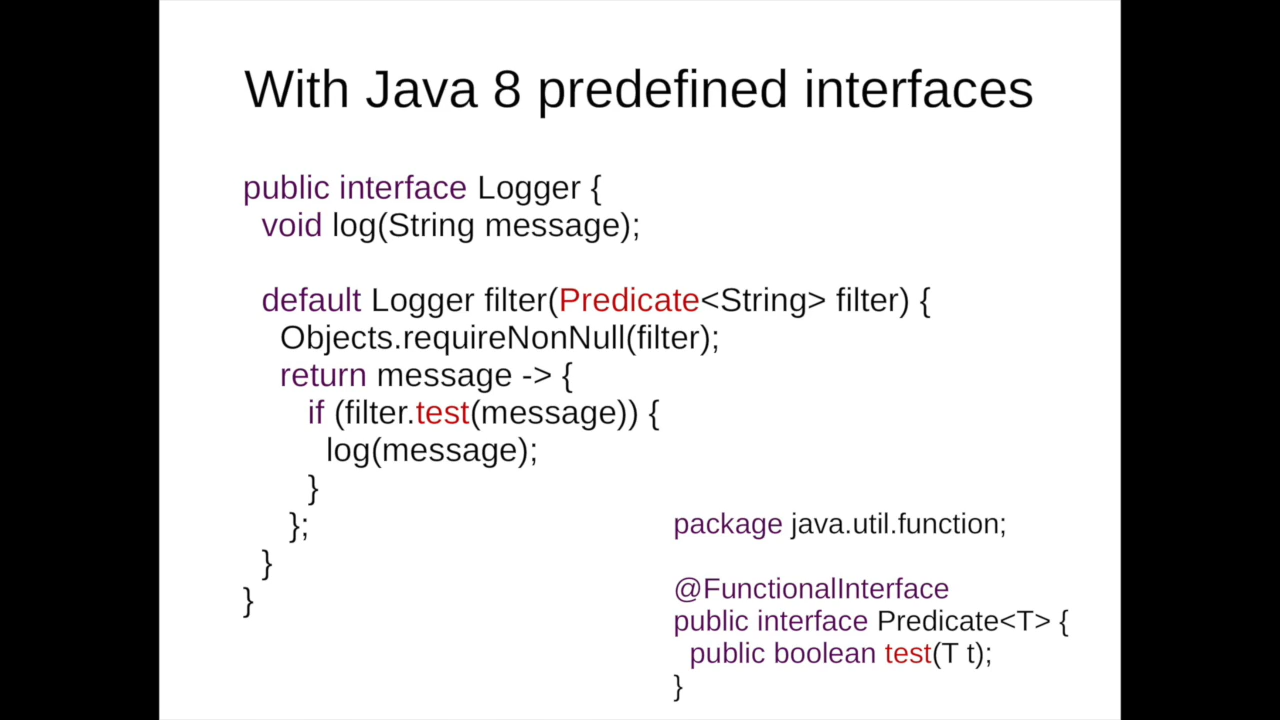 With Java 8 predefined interfaces
public interface Logger {
void log(String message);
default Logger filter(Predicate<String> filter) {
Objects.requireNonNull(filter);
return message -> {
if (filter.test(message)) {
log(message);
}
};
}
}
package java.util.function;
@FunctionalInterface
public interface Predicate<T> {
public boolean test(T t);
}